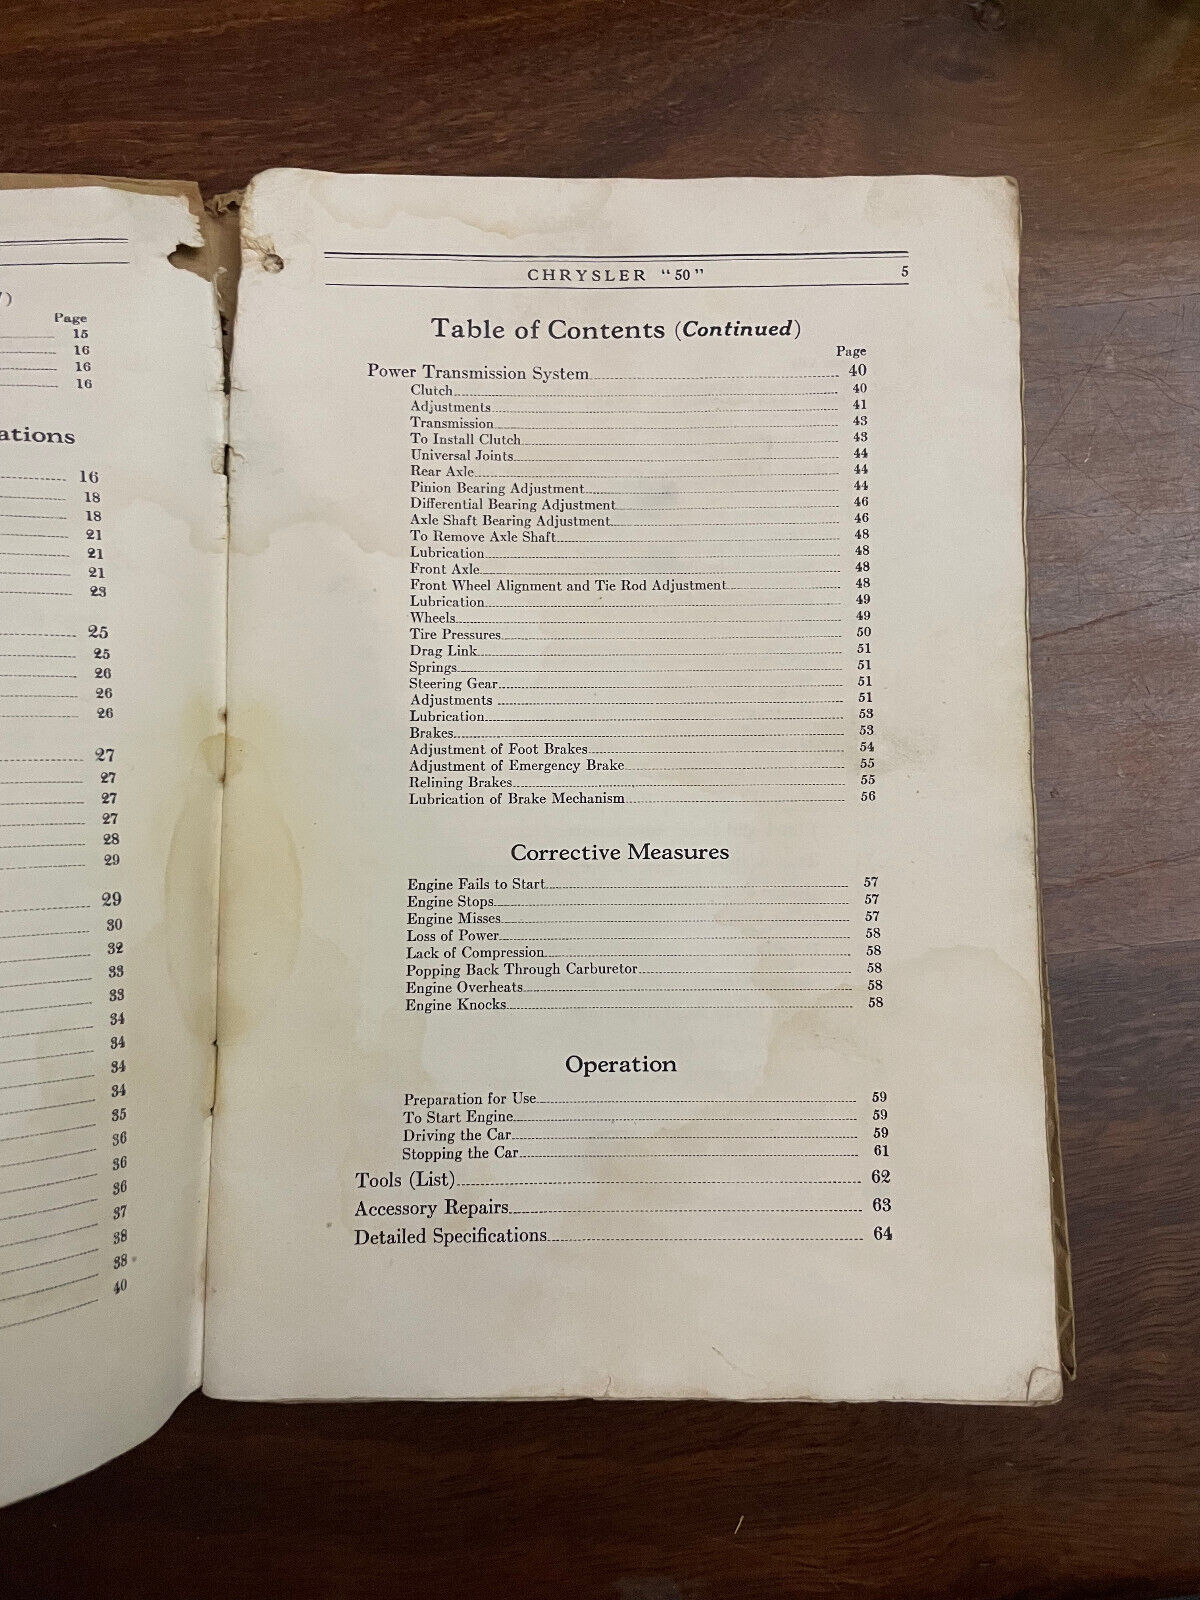 Page
15
16
16
16
ations
16
18
18
21
21
21
23
25
25
26
26
26
27
27
27
27
28
29
29
30
32
33
33
34
34
34
34
35
36
36
36
37
38
38
40
CHRYSLER "50" 5
Table of Contents (Continued)
Page
Power Transmission System 40
Clutch 40
Adjustments 41
Transmission 43
To Install Clutch 43
Universal Joints 44
Rear Axle 44
Pinion Bearing Adjustment 44
Differential Bearing Adjustment 46
Axle Shaft Bearing Adjustment 46
To Remove Axle Shaft 48
Lubrication 48
Front Axle 48
Front Wheel Alignment and Tie Rod Adjustment 48
Lubrication 49
Wheels 49
Tire Pressures 50
Drag Link 51
Springs 51
Steering Gear 51
Adjustments 51
Lubrication 53
Brakes 53
Adjustment of Foot Brakes 54
Adjustment of Emergency Brake 55
Relining Brakes 55
Lubrication of Brake Mechanism 56
Corrective Measures
Engine Fails to Start 57
Engine Stops 57
Engine Misses 57
Loss of Power 58
Lack of Compression 58
Popping Back Through Carburetor 58
Engine Overheats 58
Engine Knocks 58
Operation
Preparation for Use 59
To Start Engine 59
Driving the Car 59
Stopping the Car 61
Tools (List) 62
Accessory Repairs 63
Detailed Specifications 64